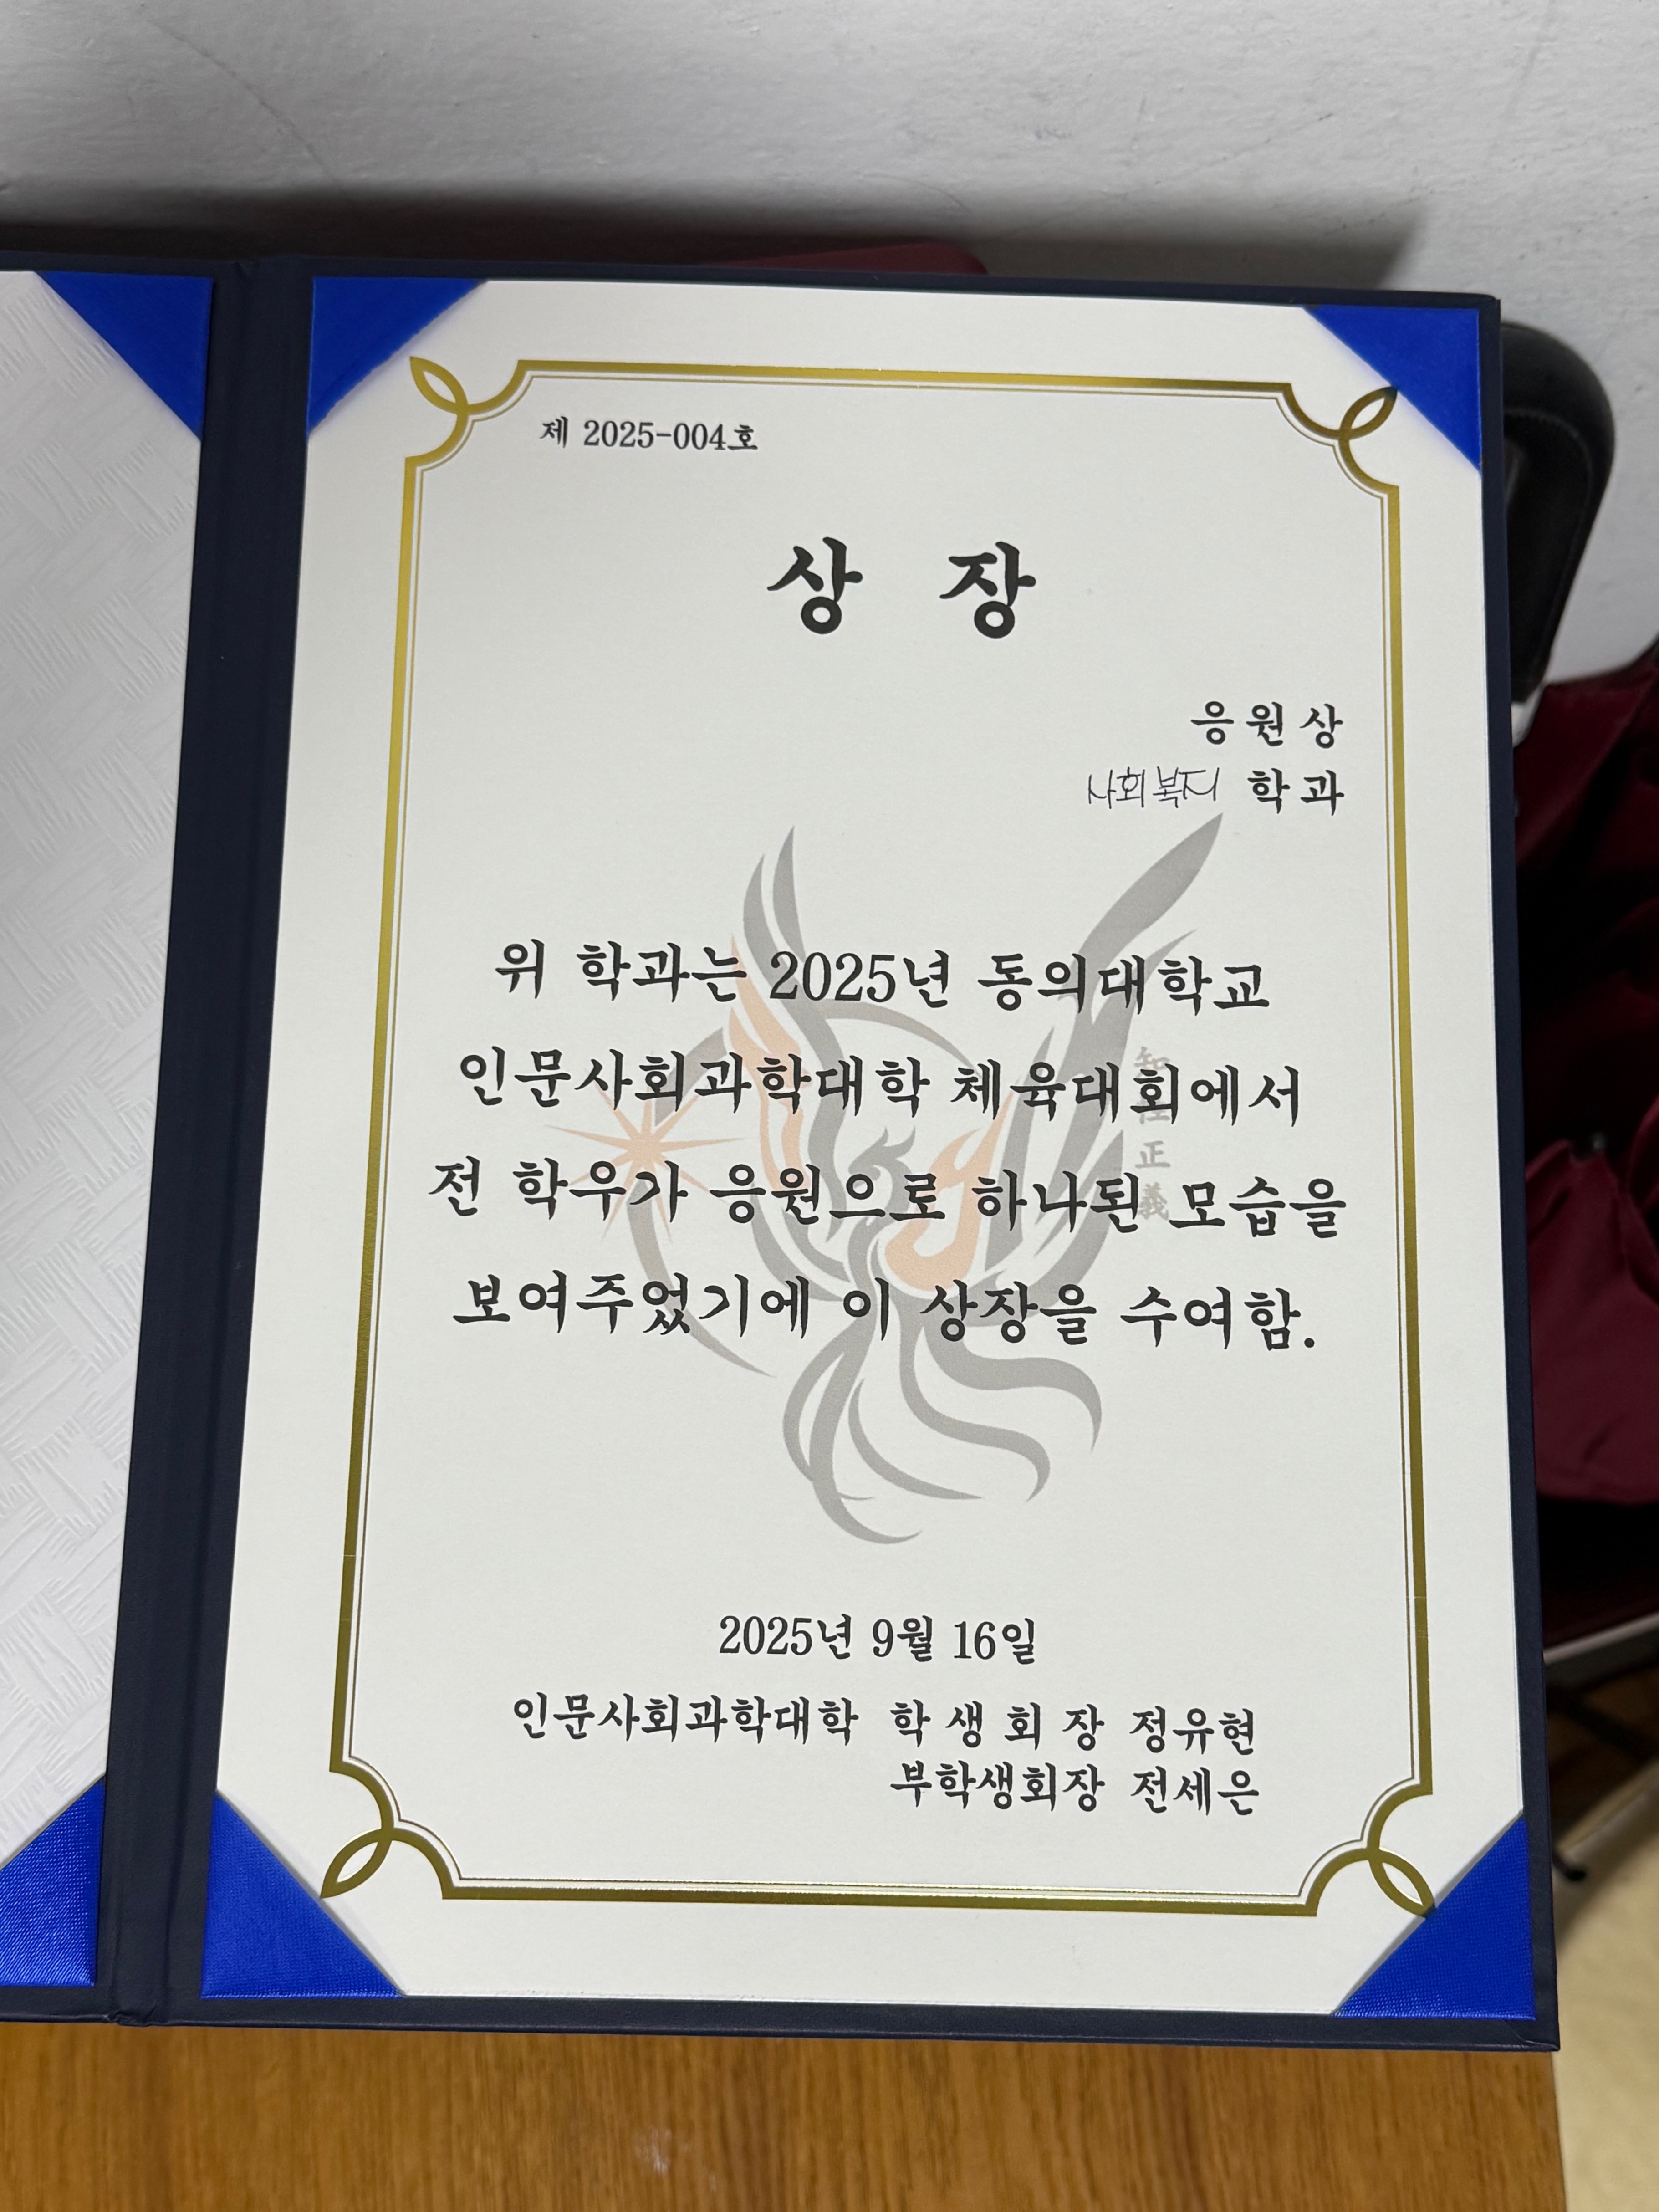 제 2025-004호
상 장
응원상
사회복지 학과
위 학과는 2025년 동의대학교
인문사회과학대학 체육대회에서
전 학우가 응원으로 하나된 모습을
보여주었기에 이 상장을 수여함.
正
義
2025년 9월 16일
인문사회과학대학 학생회장 정유현
부학생회장 전세은